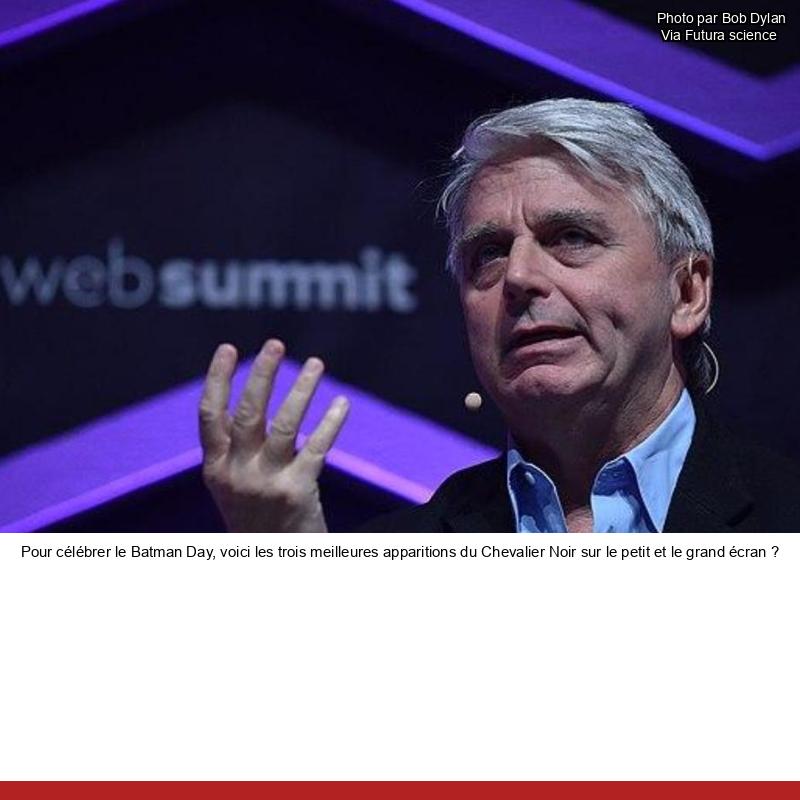 Photo par Bob Dylan
Via Futura science
websummit
Pour célébrer le Batman Day, voici les trois meilleures apparitions du Chevalier Noir sur le petit et le grand écran ?